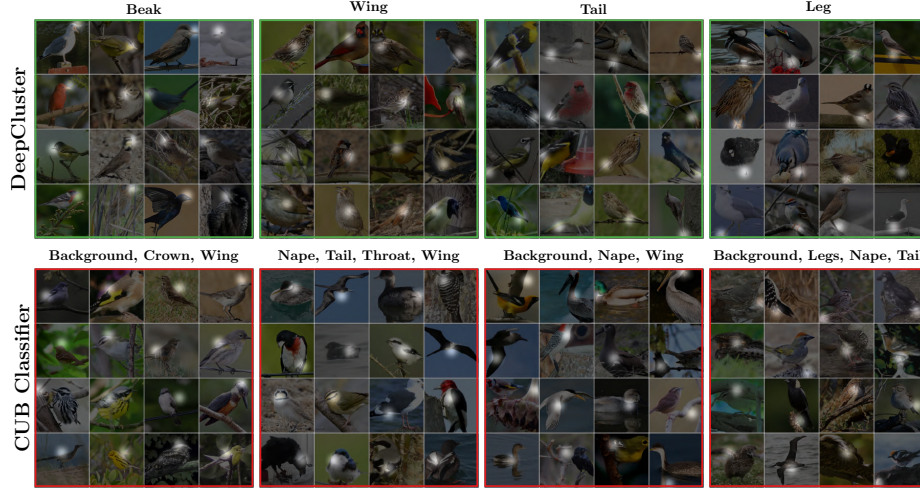 Beak Wing Tail Leg
DeepCluster
Background, Crown, Wing Nape, Tail, Throat, Wing Background, Nape, Wing Background, Legs, Nape, Tai
CUB Classifier